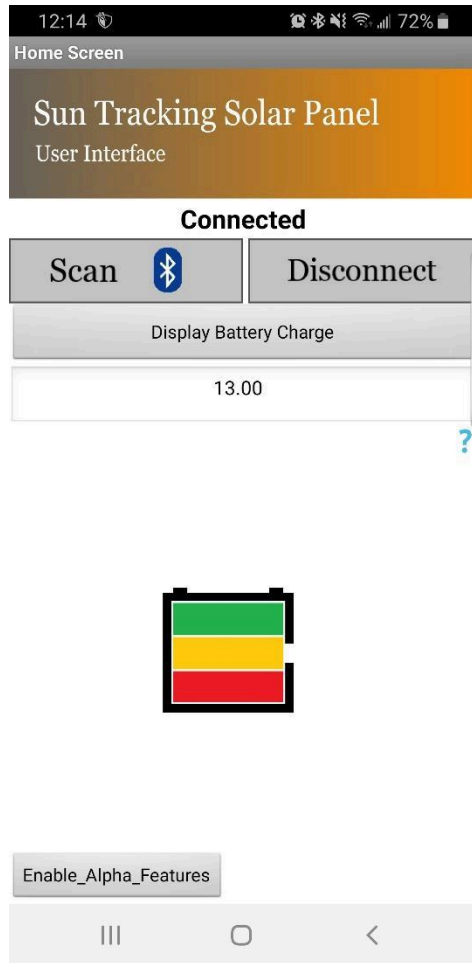 12:14 72%
Home Screen
Sun Tracking Solar Panel
User Interface
Connected
Scan Disconnect
Display Battery Charge
13.00
?
Enable_Alpha_Features